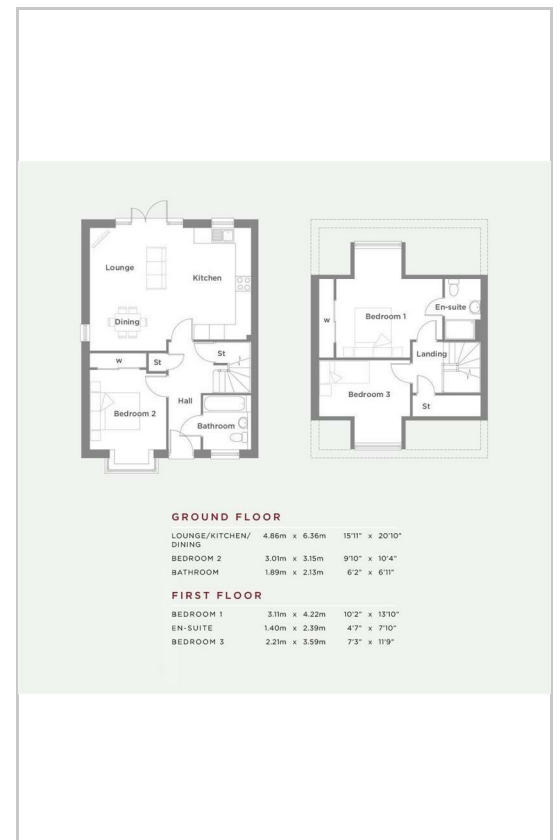 Lounge
Kitchen
Dining
W
St
St
Hall
Bedroom 2
Bathroom
W
Bedroom 1
En-suite
Landing
Bedroom 3
St
GROUND FLOOR
LOUNGE/KITCHEN/ 4.86m x 6.36m 15'11" x 20'10"
DINING
BEDROOM 2 3.01m x 3.15m 9'10" x 10'4"
BATHROOM 1.89m x 2.13m 6'2" x 6'11"
FIRST FLOOR
BEDROOM 1 3.11m x 4.22m 10'2" x 13'10"
EN-SUITE 1.40m x 2.39m 4'7" x 7'10"
BEDROOM 3 2.21m x 3.59m 7'3" x 11'9"